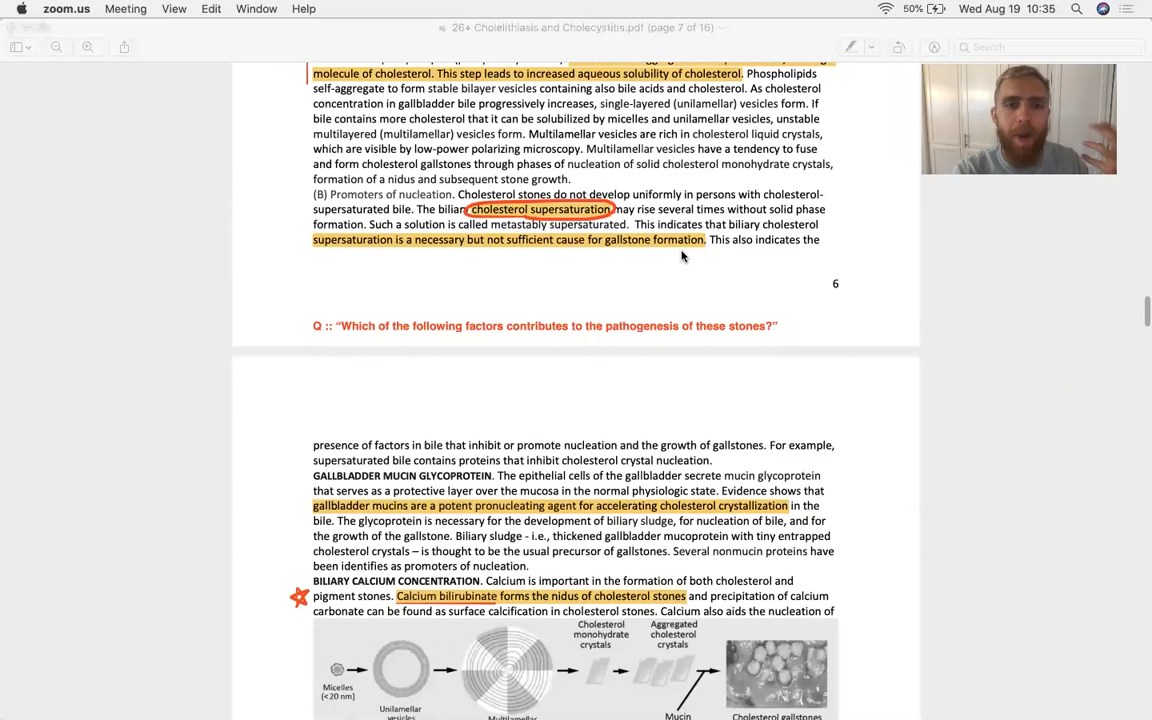 zoom.us Meeting View Edit Window Help 50% Wed Aug 19 10:35
26+ Cholelithiasis and Cholecystitis.pdf (page 7 of 16)
Search
molecule of cholesterol. This step leads to increased aqueous solubility of cholesterol. Phospholipids
self-aggregate to form stable bilayer vesicles containing also bile acids and cholesterol. As cholesterol
concentration in gallbladder bile progressively increases, single-layered (unilamellar) vesicles form. If
bile contains more cholesterol that it can be solubilized by micelles and unilamellar vesicles, unstable
multilayered (multilamellar) vesicles form. Multilamellar vesicles are rich in cholesterol liquid crystals,
which are visible by low-power polarizing microscopy. Multilamellar vesicles have a tendency to fuse
and form cholesterol gallstones through phases of nucleation of solid cholesterol monohydrate crystals,
formation of a nidus and subsequent stone growth.
(B) Promoters of nucleation. Cholesterol stones do not develop uniformly in persons with cholesterol-
supersaturated bile. The biliary cholesterol supersaturation may rise several times without solid phase
formation. Such a solution is called metastably supersaturated. This indicates that biliary cholesterol
supersaturation is a necessary but not sufficient cause for gallstone formation. This also indicates the
6
Q :: “Which of the following factors contributes to the pathogenesis of these stones?”
presence of factors in bile that inhibit or promote nucleation and the growth of gallstones. For example,
supersaturated bile contains proteins that inhibit cholesterol crystal nucleation.
GALLBLADDER MUCIN GLYCOPROTEIN. The epithelial cells of the gallbladder secrete mucin glycoprotein
that serves as a protective layer over the mucosa in the normal physiologic state. Evidence shows that
gallbladder mucins are a potent pronucleating agent for accelerating cholesterol crystallization in the
bile. The glycoprotein is necessary for the development of biliary sludge, for nucleation of bile, and for
the growth of the gallstone. Biliary sludge - i.e., thickened gallbladder mucoprotein with tiny entrapped
cholesterol crystals – is thought to be the usual precursor of gallstones. Several nonmucin proteins have
been identifies as promoters of nucleation.
BILIARY CALCIUM CONCENTRATION. Calcium is important in the formation of both cholesterol and
pigment stones. Calcium bilirubinate forms the nidus of cholesterol stones and precipitation of calcium
carbonate can be found as surface calcification in cholesterol stones. Calcium also aids the nucleation of
Cholesterol
monohydrate
crystals
Aggregated
cholesterol
crystals
Micelles
(<20 nm)
Unilamellar
vesicles
Multilamellar
Mucin
Cholesterol gallstones